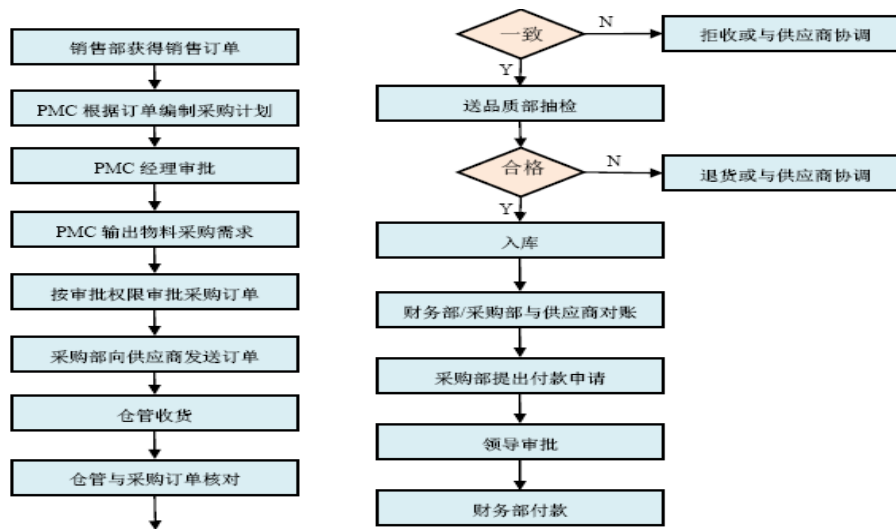 销售部获得销售订单
PMC 根据订单编制采购计划
PMC 经理审批
PMC 输出物料采购需求
按审批权限审批采购订单
采购部向供应商发送订单
仓管收货
仓管与采购订单核对
一致
N
拒收或与供应商协调
Y
送品质部抽检
合格
N
退货或与供应商协调
Y
入库
财务部/采购部与供应商对账
采购部提出付款申请
领导审批
财务部付款